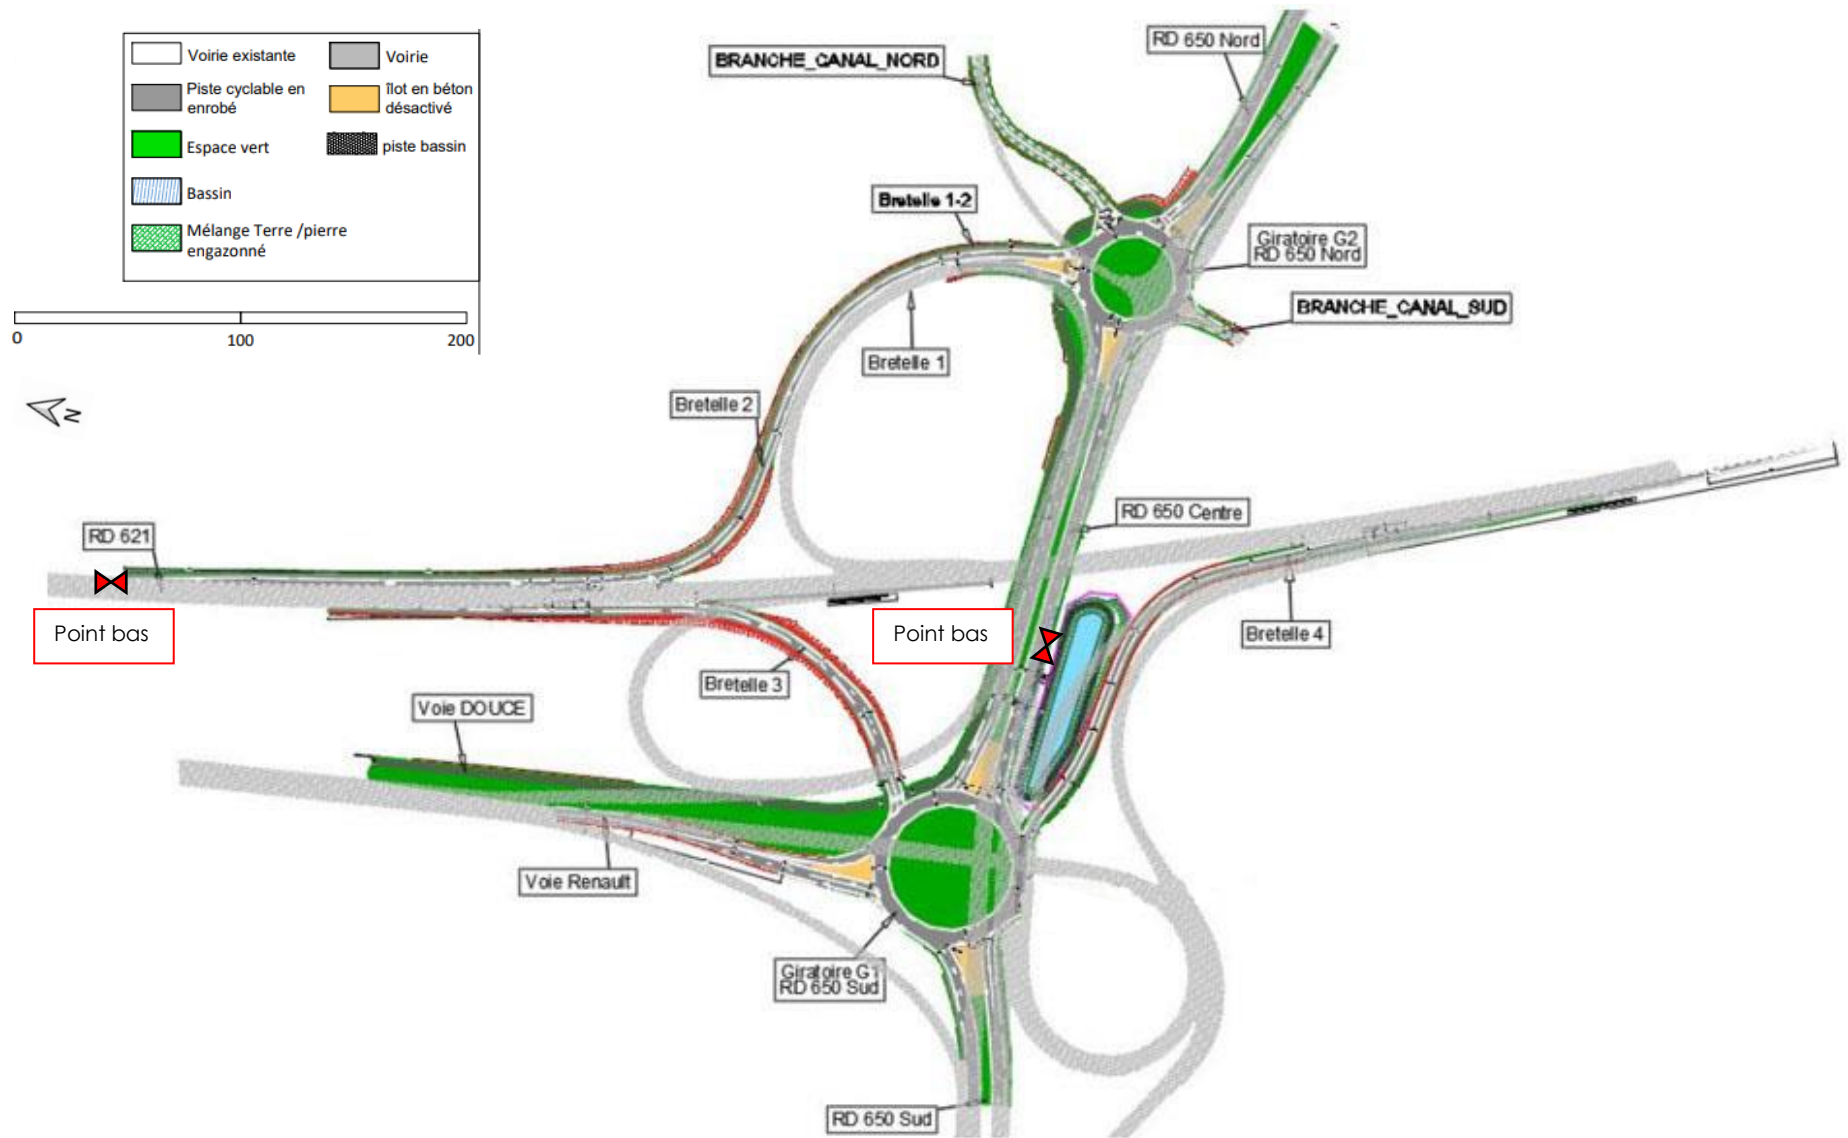 Voirie existante
Voirie
Piste cyclable en
enrobé
îlot en béton
désactivé
Espace vert
piste bassin
Bassin
Mélange Terre /pierre
engazonné
0
100
200
N
BRANCHE_CANAL_NORD
RD 650 Nord
Bretelle 1-2
Giratoire G2
RD 650 Nord
BRANCHE_CANAL_SUD
Bretelle 1
Bretelle 2
RD 650 Centre
RD 621
Point bas
Point bas
Bretelle 4
Bretelle 3
Voie DOUCE
Voie Renault
Giratoire G1
RD 650 Sud
RD 650 Sud